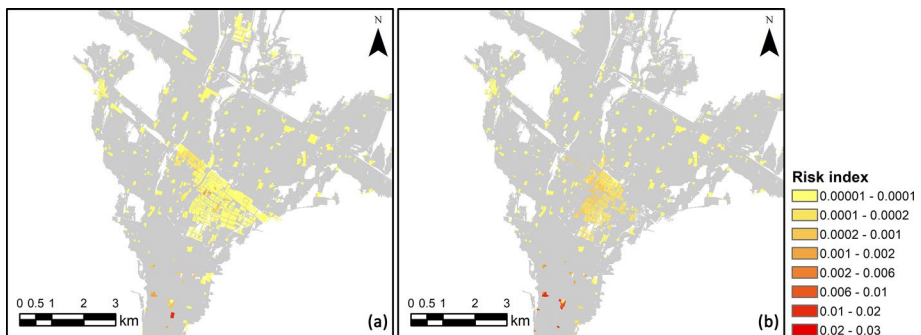 N
0 0.5 1 2 3
km
(a)
N
0 0.5 1 2 3
km
(b)
Risk index
0.00001 - 0.0001
0.0001 - 0.0002
0.0002 - 0.001
0.001 - 0.002
0.002 - 0.006
0.006 - 0.01
0.01 - 0.02
0.02 - 0.03